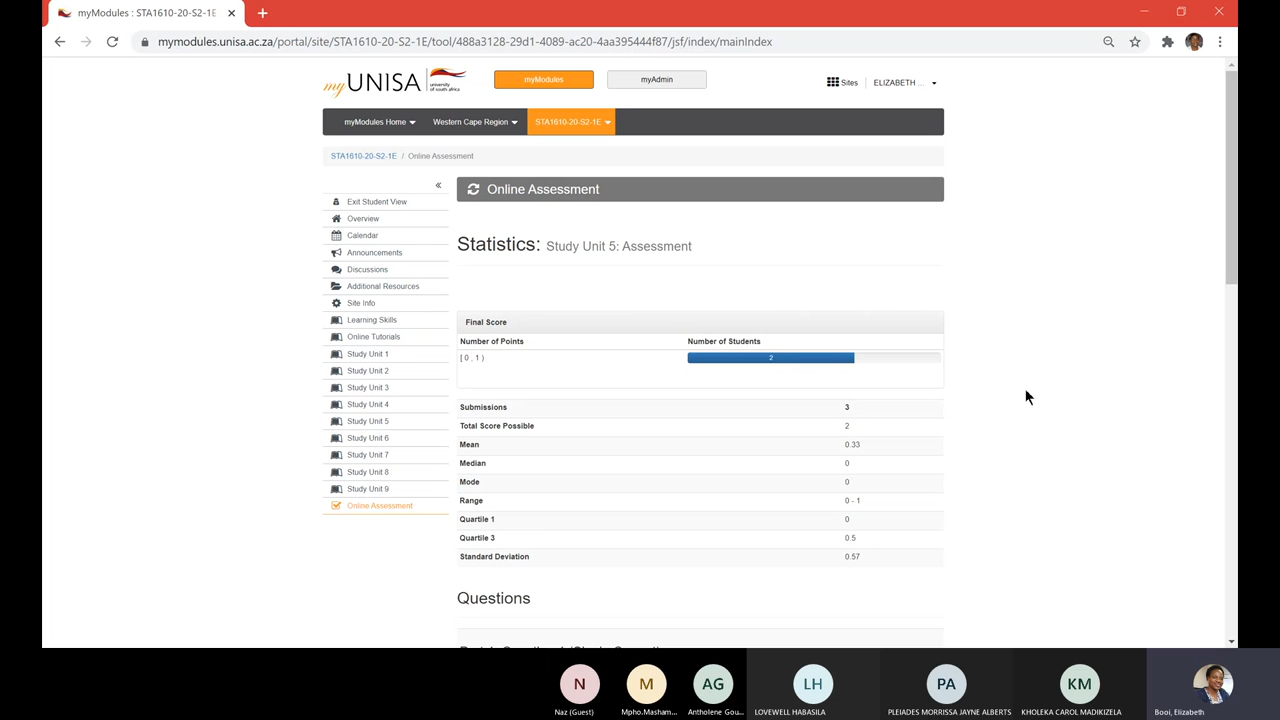 myModules : STA1610-20-S2-1E
mymodules.unisa.ac.za/portal/site/STA1610-20-S2-1E/tool/488a3128-29d1-4089-ac20-4aa395444f87/jsf/index/mainIndex
my UNISA university of south africa
myModules
myAdmin
Sites
ELIZABETH ...
myModules Home
Western Cape Region
STA1610-20-S2-1E
STA1610-20-S2-1E / Online Assessment
«
Exit Student View
Overview
Calendar
Announcements
Discussions
Additional Resources
Site Info
Learning Skills
Online Tutorials
Study Unit 1
Study Unit 2
Study Unit 3
Study Unit 4
Study Unit 5
Study Unit 6
Study Unit 7
Study Unit 8
Study Unit 9
Online Assessment
Online Assessment
Statistics: Study Unit 5: Assessment
Final Score
Number of Points Number of Students
[ 0 , 1 ) 2
Submissions 3
Total Score Possible 2
Mean 0.33
Median 0
Mode 0
Range 0 - 1
Quartile 1 0
Quartile 3 0.5
Standard Deviation 0.57
Questions
N
Naz (Guest)
M
Mpho.Masham...
AG
Antholene Gou...
LH
LOVEWELL HABASILA
PA
PLEIADES MORRISSA JAYNE ALBERTS
KM
KHOLEKA CAROL MADIKIZELA
Booi, Elizabeth